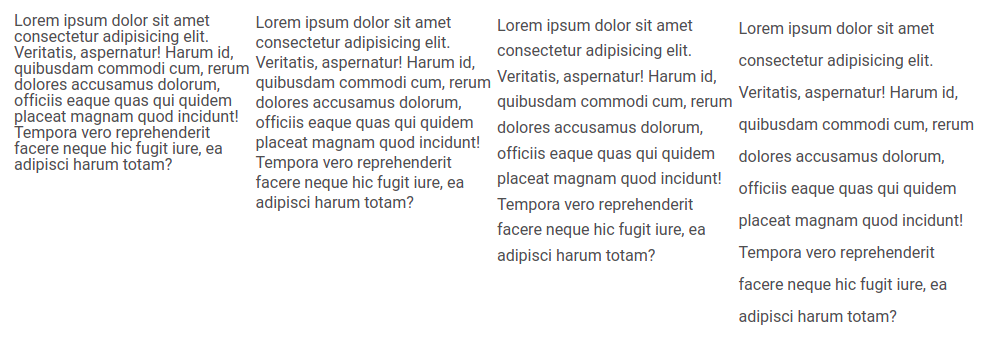 Lorem ipsum dolor sit amet
consectetur adipisicing elit.
Veritatis, aspernatur! Harum id,
quibusdam commodi cum, rerum
dolores accusamus dolorum,
officiis eaque quas qui quidem
placeat magnam quod incidunt!
Tempora vero reprehenderit
facere neque hic fugit iure, ea
adipisci harum totam?
Lorem ipsum dolor sit amet
consectetur adipisicing elit.
Veritatis, aspernatur! Harum id,
quibusdam commodi cum, rerum
dolores accusamus dolorum,
officiis eaque quas qui quidem
placeat magnam quod incidunt!
Tempora vero reprehenderit
facere neque hic fugit iure, ea
adipisci harum totam?
Lorem ipsum dolor sit amet
consectetur adipisicing elit.
Veritatis, aspernatur! Harum id,
quibusdam commodi cum, rerum
dolores accusamus dolorum,
officiis eaque quas qui quidem
placeat magnam quod incidunt!
Tempora vero reprehenderit
facere neque hic fugit iure, ea
adipisci harum totam?
Lorem ipsum dolor sit amet
consectetur adipisicing elit.
Veritatis, aspernatur! Harum id,
quibusdam commodi cum, rerum
dolores accusamus dolorum,
officiis eaque quas qui quidem
placeat magnam quod incidunt!
Tempora vero reprehenderit
facere neque hic fugit iure, ea
adipisci harum totam?